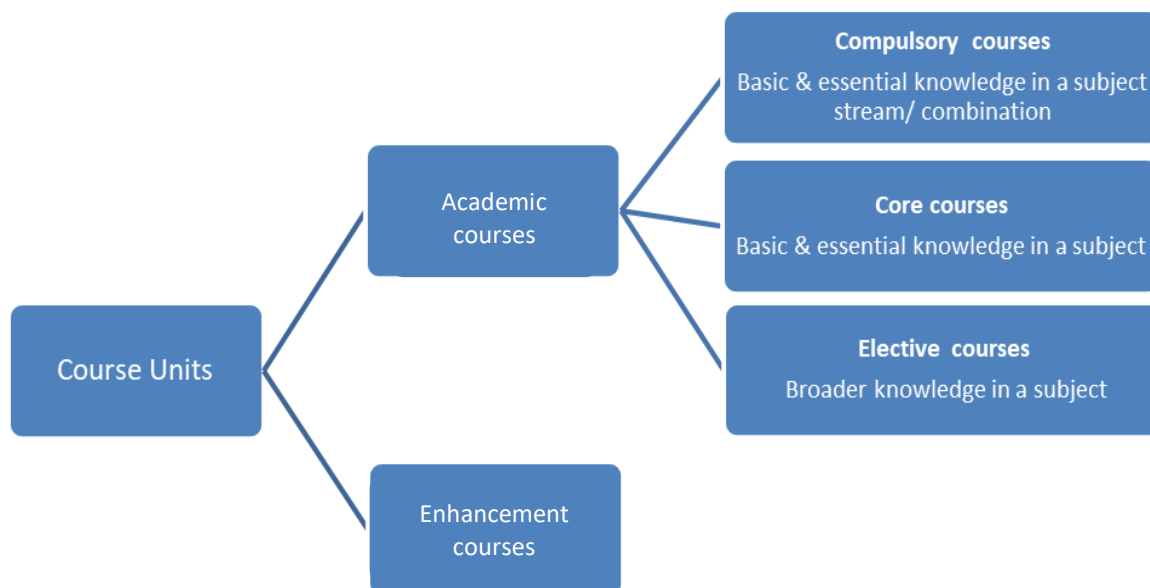 Course Units
Academic
courses
Enhancement
courses
Compulsory courses
Basic & essential knowledge in a subject
stream/ combination
Core courses
Basic & essential knowledge in a subject
Elective courses
Broader knowledge in a subject